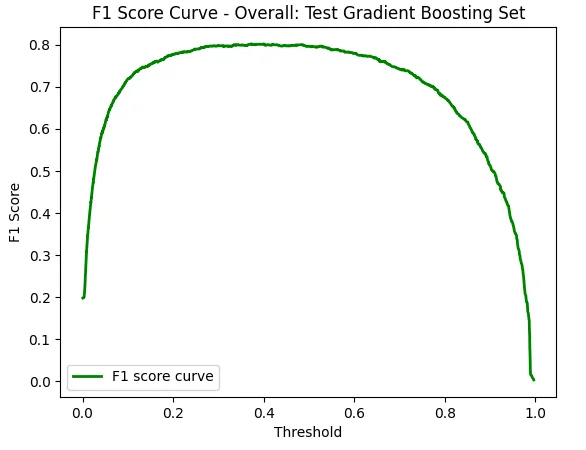 F1 Score Curve - Overall: Test Gradient Boosting Set
0.8
0.7
0.6
0.5
0.4
0.3
0.2
0.1
0.0
F1 Score
F1 score curve
0.0 0.2 0.4 0.6 0.8 1.0
Threshold